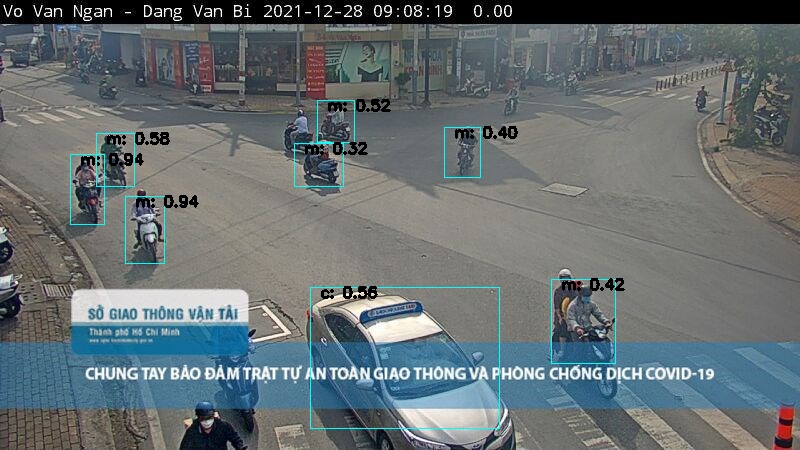 Vo Van Ngan - Dang Van Bi 2021-12-28 09:08:19 0.00
m: 0.52
m: 0.40
m: 0.58
m: 0.32
m: 0.94
m: 0.94
m: 0.42
c: 0.56
SỞ GIAO THÔNG VẬN TẢI
Thành phố Hồ Chí Minh
CHUNG TAY BẢO ĐẢM TRẬT TỰ AN TOÀN GIAO THÔNG VÀ PHÒNG CHỐNG DỊCH COVID-19